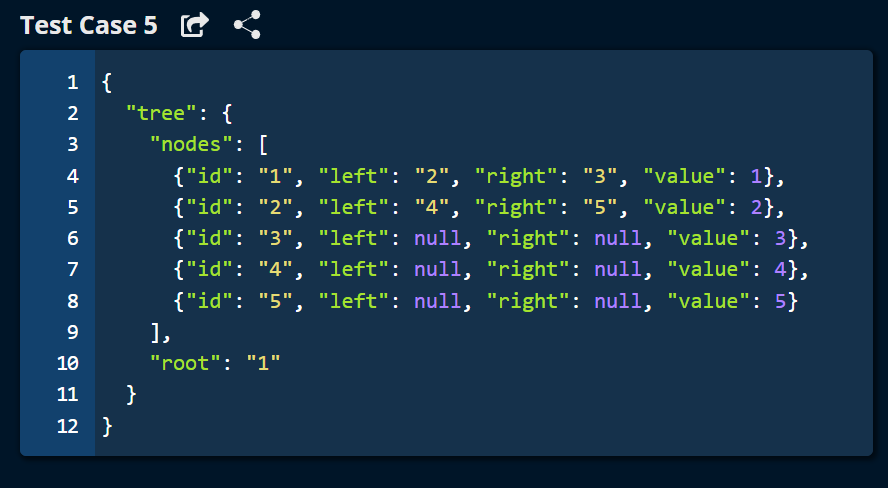 Test Case 5
1 {
2   "tree": {
3     "nodes": [
4       {"id": "1", "left": "2", "right": "3", "value": 1},
5       {"id": "2", "left": "4", "right": "5", "value": 2},
6       {"id": "3", "left": null, "right": null, "value": 3},
7       {"id": "4", "left": null, "right": null, "value": 4},
8       {"id": "5", "left": null, "right": null, "value": 5}
9     ],
10     "root": "1"
11   }
12 }